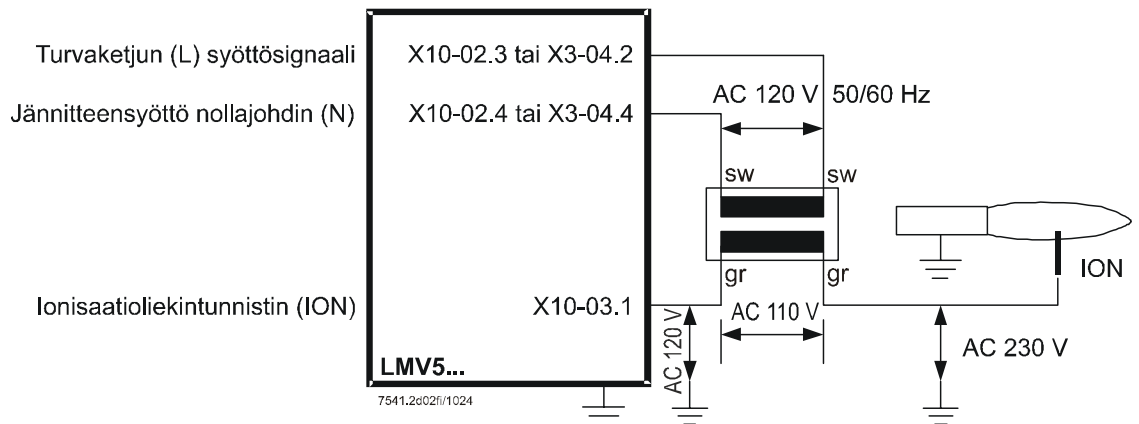 Turvaketjun (L) syöttösignaali
X10-02.3 tai X3-04.2
AC 120 V 50/60 Hz
Jännitteensyöttö nollajohdin (N)
X10-02.4 tai X3-04.4
sw
sw
gr
gr
ION
Ionisaatioliekintunnistin (ION)
X10-03.1
AC 120 V
AC 110 V
AC 230 V
LMV5...
7541.2d02fi/1024